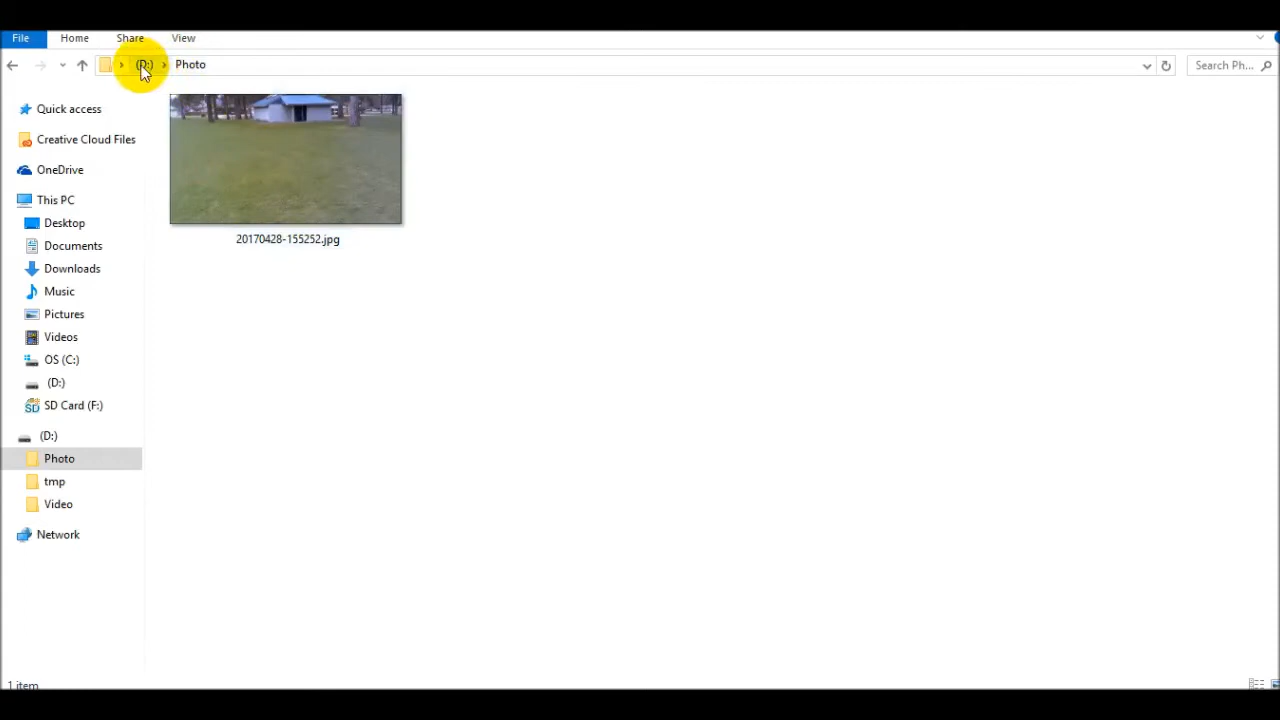 File Home Share View
(D:) Photo
Search Ph...
Quick access
Creative Cloud Files
OneDrive
This PC
Desktop
Documents
Downloads
Music
Pictures
Videos
OS (C:)
(D:)
SD Card (F:)
(D:)
Photo
tmp
Video
Network
20170428-155252.jpg
1 item